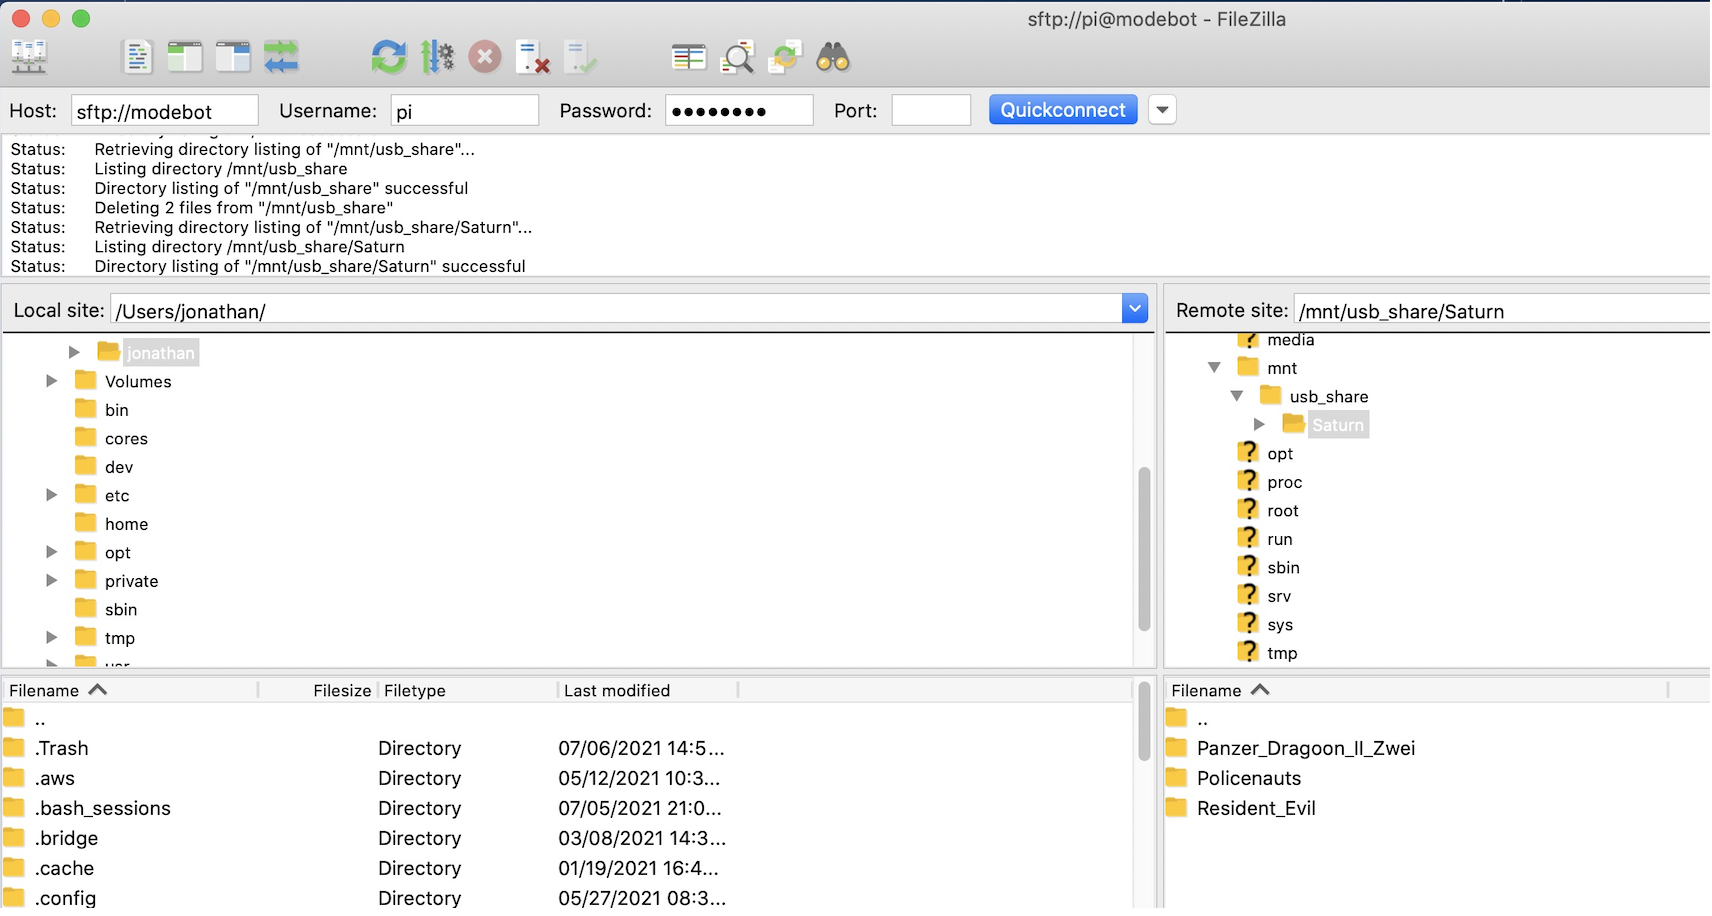 sftp://pi@modebot - FileZilla
Host: sftp://modebot Username: pi Password: ●●●●●●●● Port: Quickconnect
Status: Retrieving directory listing of "/mnt/usb_share"...
Status: Listing directory /mnt/usb_share
Status: Directory listing of "/mnt/usb_share" successful
Status: Deleting 2 files from "/mnt/usb_share"
Status: Retrieving directory listing of "/mnt/usb_share/Saturn"...
Status: Listing directory /mnt/usb_share/Saturn
Status: Directory listing of "/mnt/usb_share/Saturn" successful
Local site: /Users/jonathan/
jonathan
Volumes
bin
cores
dev
etc
home
opt
private
sbin
tmp
usr
Remote site: /mnt/usb_share/Saturn
media
mnt
usb_share
Saturn
opt
proc
root
run
sbin
srv
sys
tmp
Filename Filesize Filetype Last modified
..
.Trash Directory 07/06/2021 14:5...
.aws Directory 05/12/2021 10:3...
.bash_sessions Directory 07/05/2021 21:0...
.bridge Directory 03/08/2021 14:3...
.cache Directory 01/19/2021 16:4...
.config Directory 05/27/2021 08:3...
Filename
..
Panzer_Dragoon_II_Zwei
Policenauts
Resident_Evil